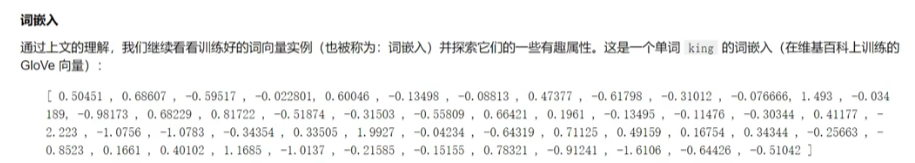 词嵌入
通过上文的理解，我们继续看看训练好的词向量实例（也被称为：词嵌入）并探索它们的一些有趣属性。这是一个单词 king 的词嵌入（在维基百科上训练的
GloVe 向量）：
[ 0.50451 , 0.68607 , -0.59517 , -0.022801, 0.60046 , -0.13498 , -0.08813 , 0.47377 , -0.61798 , -0.31012 , -0.076666, 1.493 , -0.034
189, -0.98173 , 0.68229 , 0.81722 , -0.51874 , -0.31503 , -0.55809 , 0.66421 , 0.1961 , -0.13495 , -0.11476 , -0.30344 , 0.41177 , -
2.223 , -1.0756 , -1.0783 , -0.34354 , 0.33505 , 1.9927 , -0.04234 , -0.64319 , 0.71125 , 0.49159 , 0.16754 , 0.34344 , -0.25663 , -
0.8523 , 0.1661 , 0.40102 , 1.1685 , -1.0137 , -0.21585 , -0.15155 , 0.78321 , -0.91241 , -1.6106 , -0.64426 , -0.51042 ]